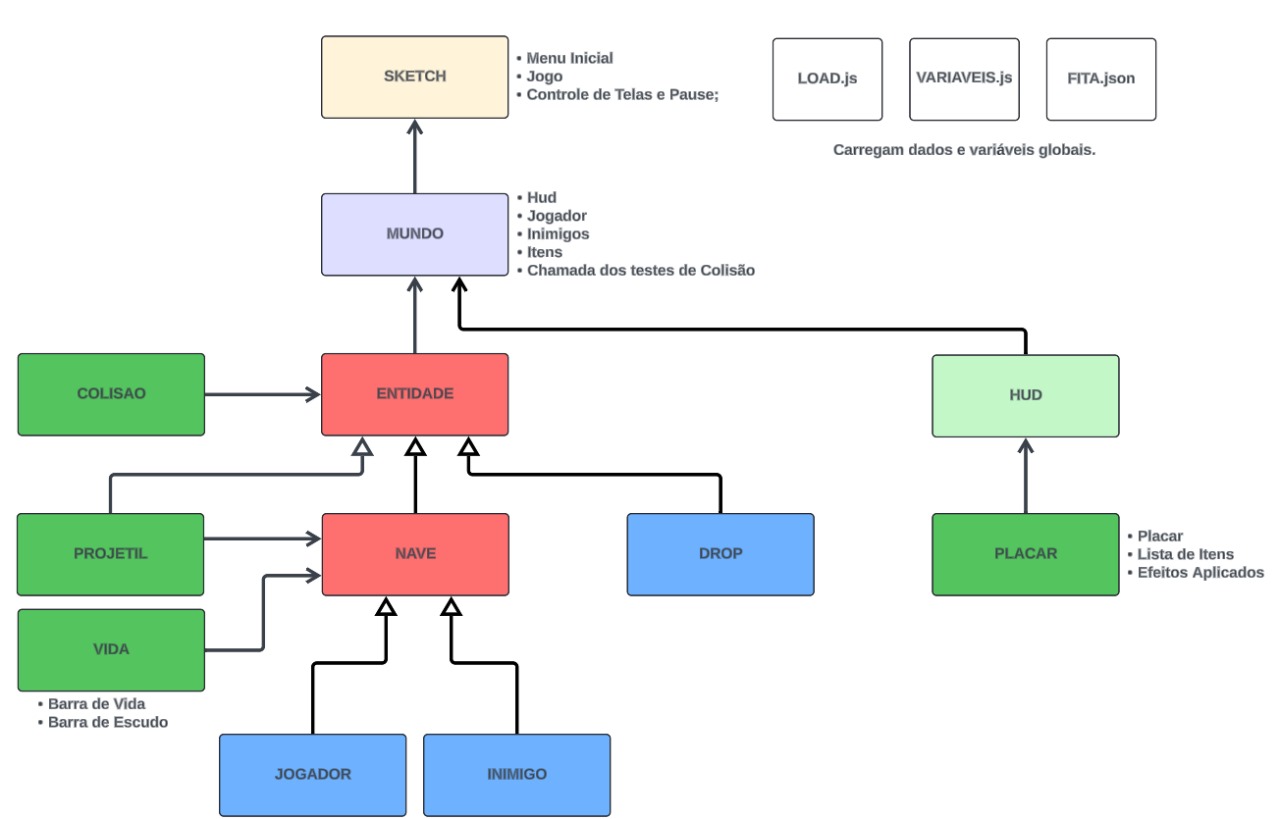 SKETCH
• Menu Inicial
• Jogo
• Controle de Telas e Pause;
LOAD.js
VARIAVEIS.js
FITA.json
Carregam dados e variáveis globais.
MUNDO
• Hud
• Jogador
• Inimigos
• Itens
• Chamada dos testes de Colisão
COLISAO
ENTIDADE
HUD
PROJETIL
NAVE
DROP
PLACAR
• Placar
• Lista de Itens
• Efeitos Aplicados
VIDA
• Barra de Vida
• Barra de Escudo
JOGADOR
INIMIGO